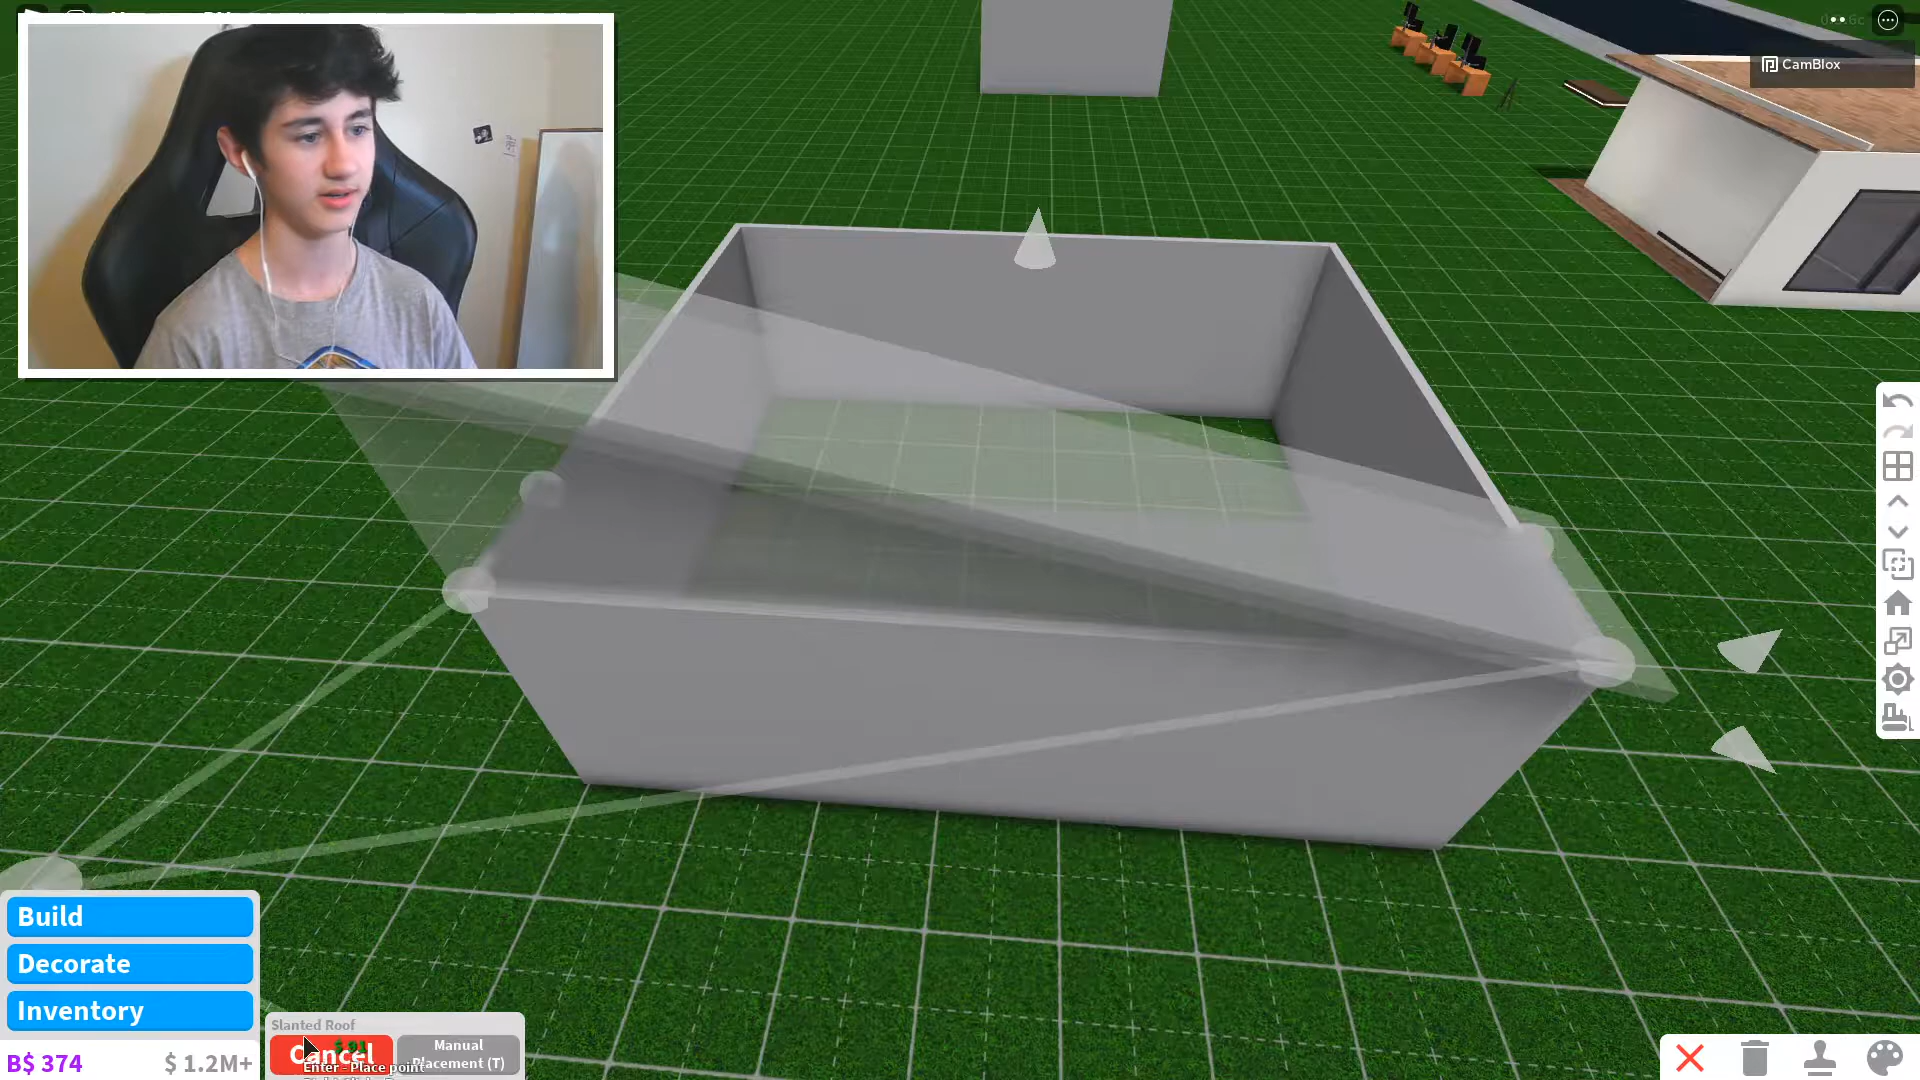 CamBlox
Build
Decorate
Inventory
B$ 374
$ 1.2M+
Slanted Roof
Cancel
Enter - Place point
Manual
Placement (T)